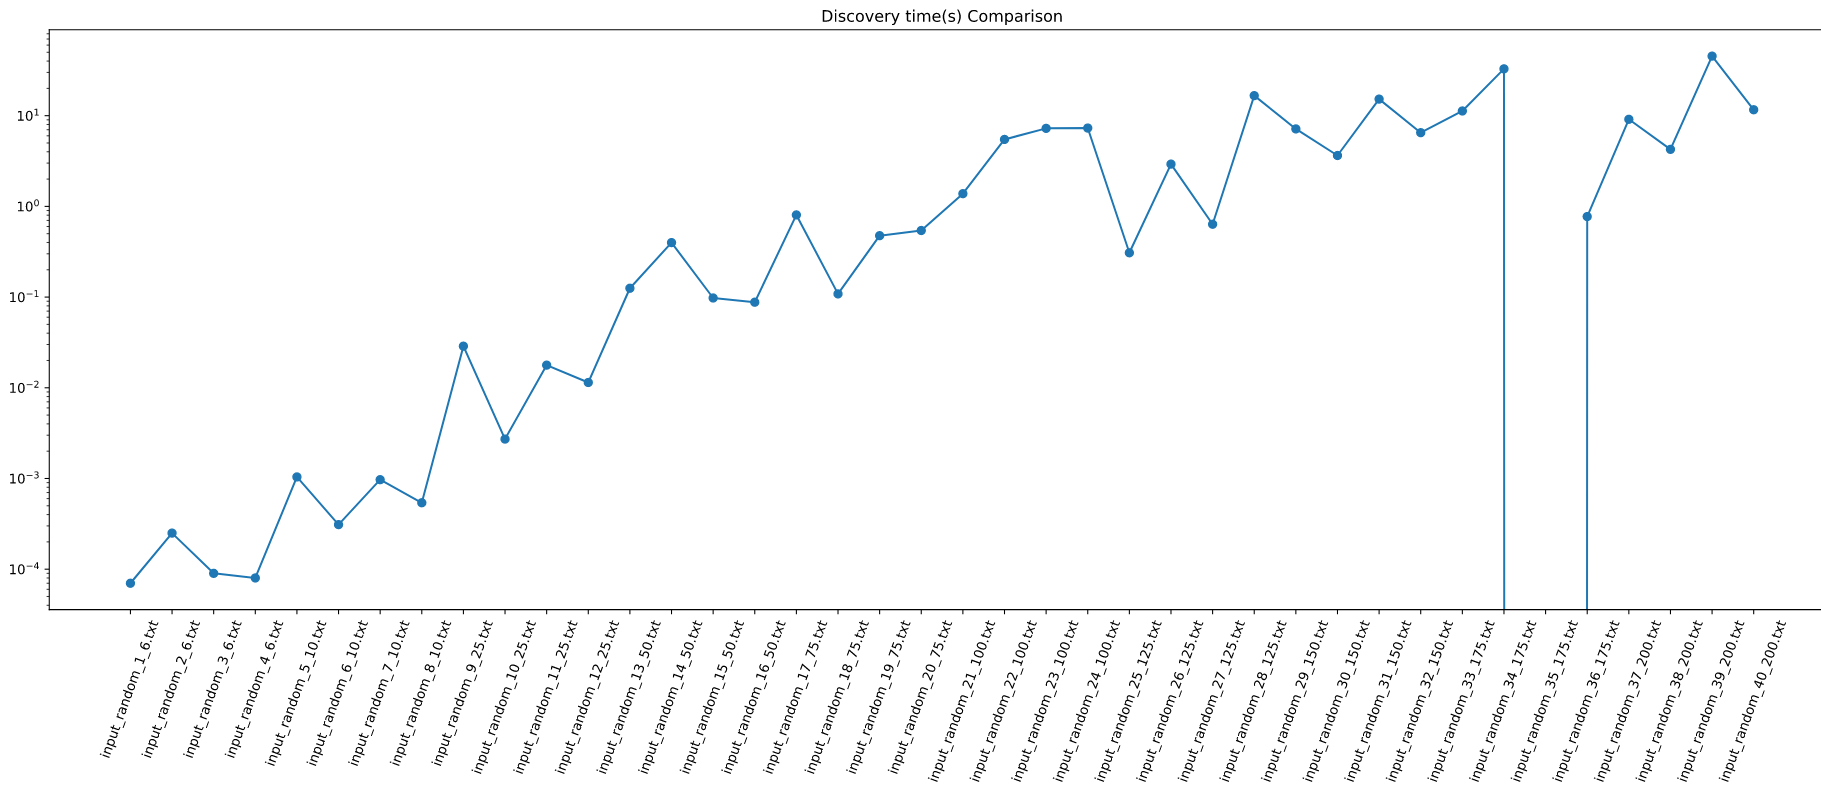 Discovery time(s) Comparison
10¹
10⁰
10⁻¹
10⁻²
10⁻³
10⁻⁴
input_random_1_6.txt
input_random_2_6.txt
input_random_3_6.txt
input_random_4_6.txt
input_random_5_10.txt
input_random_6_10.txt
input_random_7_10.txt
input_random_8_10.txt
input_random_9_25.txt
input_random_10_25.txt
input_random_11_25.txt
input_random_12_25.txt
input_random_13_50.txt
input_random_14_50.txt
input_random_15_50.txt
input_random_16_50.txt
input_random_17_75.txt
input_random_18_75.txt
input_random_19_75.txt
input_random_20_75.txt
input_random_21_100.txt
input_random_22_100.txt
input_random_23_100.txt
input_random_24_100.txt
input_random_25_125.txt
input_random_26_125.txt
input_random_27_125.txt
input_random_28_125.txt
input_random_29_150.txt
input_random_30_150.txt
input_random_31_150.txt
input_random_32_150.txt
input_random_33_175.txt
input_random_34_175.txt
input_random_35_175.txt
input_random_36_175.txt
input_random_37_200.txt
input_random_38_200.txt
input_random_39_200.txt
input_random_40_200.txt